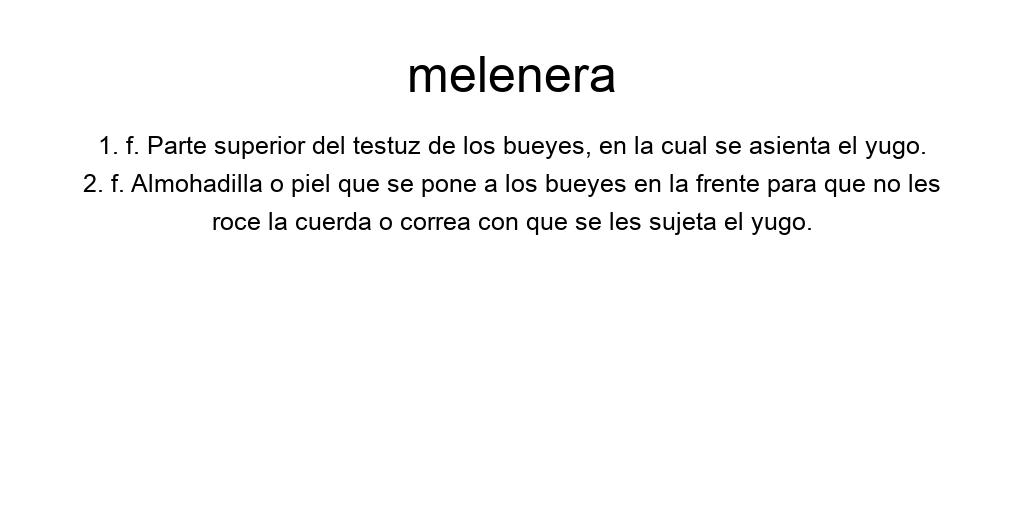 melenera
1. f. Parte superior del testuz de los bueyes, en la cual se asienta el yugo.
2. f. Almohadilla o piel que se pone a los bueyes en la frente para que no les
roce la cuerda o correa con que se les sujeta el yugo.